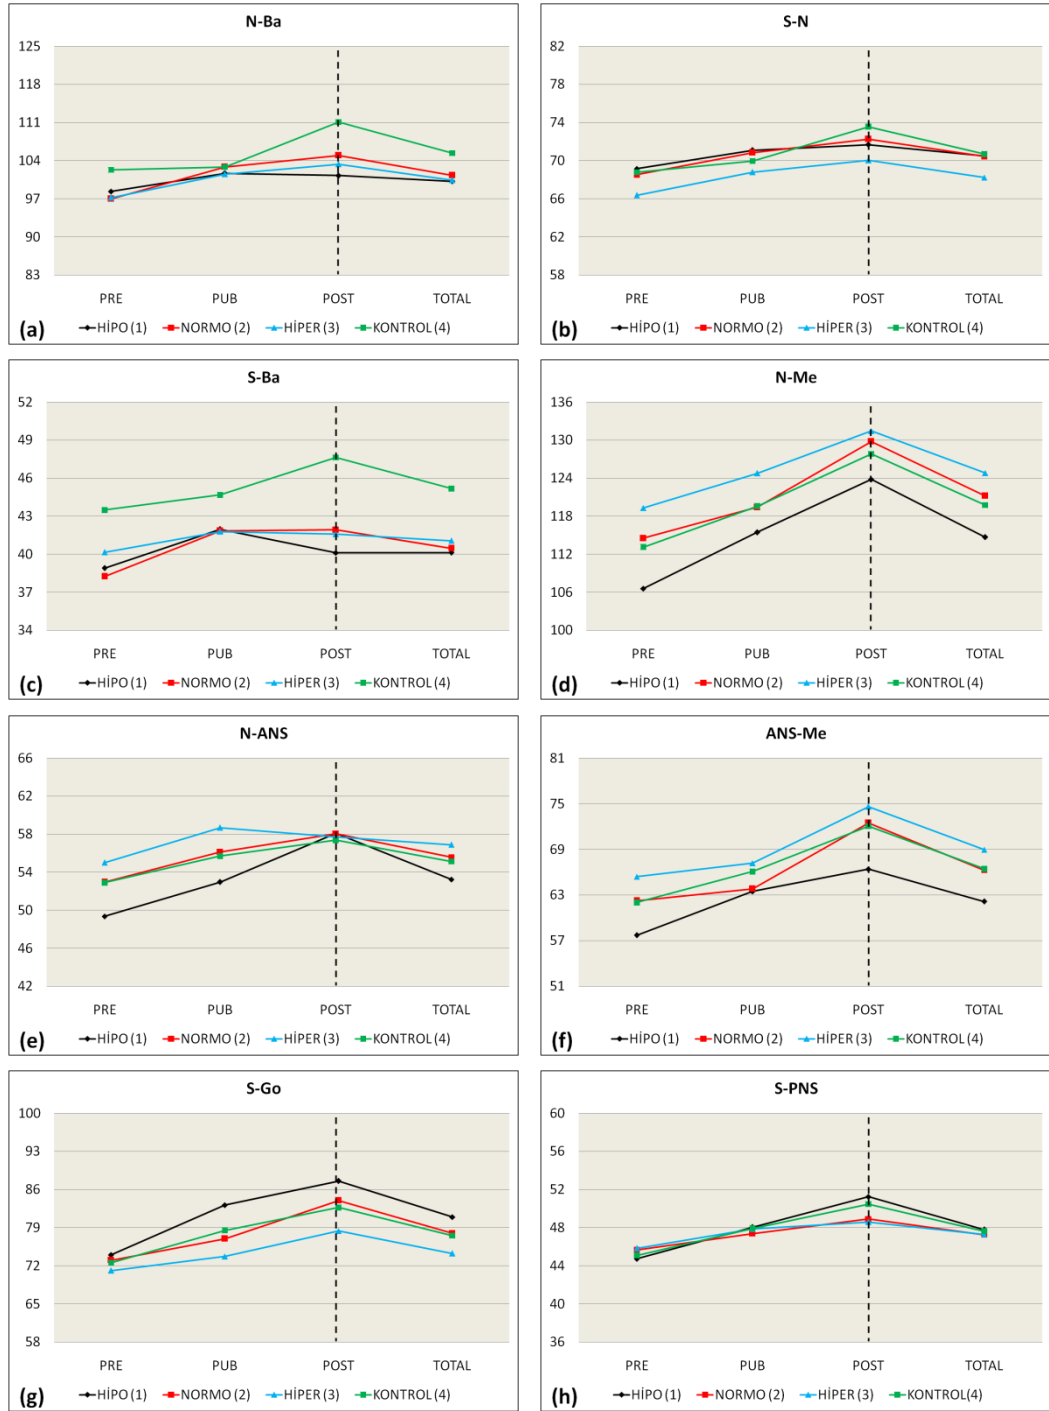 N-Ba
125
118
111
104
97
90
83
PRE PUB POST TOTAL
(a) HİPO (1) NORMO (2) HİPER (3) KONTROL (4)
S-N
82
78
74
70
66
62
58
PRE PUB POST TOTAL
(b) HİPO (1) NORMO (2) HİPER (3) KONTROL (4)
S-Ba
52
49
46
43
40
37
34
PRE PUB POST TOTAL
(c) HİPO (1) NORMO (2) HİPER (3) KONTROL (4)
N-Me
136
130
124
118
112
106
100
PRE PUB POST TOTAL
(d) HİPO (1) NORMO (2) HİPER (3) KONTROL (4)
N-ANS
66
62
58
54
50
46
42
PRE PUB POST TOTAL
(e) HİPO (1) NORMO (2) HİPER (3) KONTROL (4)
ANS-Me
81
75
69
63
57
51
PRE PUB POST TOTAL
(f) HİPO (1) NORMO (2) HİPER (3) KONTROL (4)
S-Go
100
93
86
79
72
65
58
PRE PUB POST TOTAL
(g) HİPO (1) NORMO (2) HİPER (3) KONTROL (4)
S-PNS
60
56
52
48
44
40
36
PRE PUB POST TOTAL
(h) HİPO (1) NORMO (2) HİPER (3) KONTROL(4)